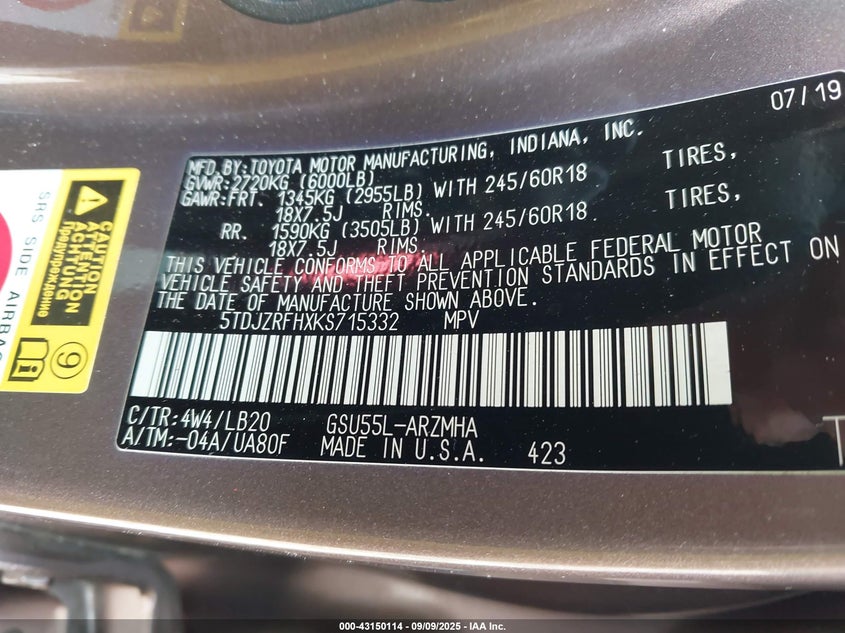 07/19
MFD.BY:TOYOTA MOTOR MANUFACTURING, INDIANA, INC.
GVWR:2720KG (6000LB)
GAWR:FRT. 1345KG (2955LB) WITH 245/60R18 TIRES,
18X7.5J RIMS.
RR. 1590KG (3505LB) WITH 245/60R18 TIRES,
18X7.5J RIMS.
THIS VEHICLE CONFORMS TO ALL APPLICABLE FEDERAL MOTOR
VEHICLE SAFETY AND THEFT PREVENTION STANDARDS IN EFFECT ON
THE DATE OF MANUFACTURE SHOWN ABOVE.
5TDJZRFHXKS715332 MPV
C/TR:4W4/LB20 GSU55L-ARZMHA
A/TM:-04A/UA80F MADE IN U.S.A. 423
SRS SIDE AIRBAG
CAUTION
ATTENTION
ACHTUNG
Предупреждение
9
000-43150114 - 09/09/2025 - IAA Inc.